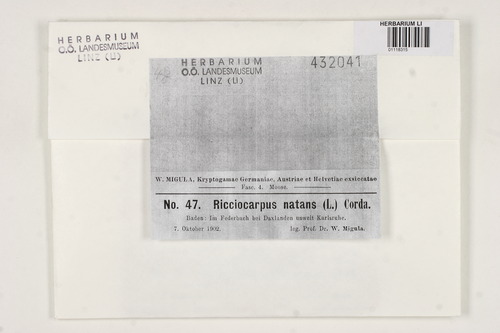 HERBARIUM
O.Ö. LANDESMUSEUM
LINZ (U)
HERBARIUM LI
HERBARIUM
O.Ö. LANDESMUSEUM
LINZ (U)
432041
W. MIGULA, Kryptogamae Germaniae, Austriae et Helvetiae exsiccatae
Fasc. 4. Musci.
No. 47. Ricciocarpus natans (L.) Corda.
Baden: Im Federbach bei Daxlanden unweit Karlsruhe.
7. Oktober 1902. leg. Prof. Dr. W. Migula.